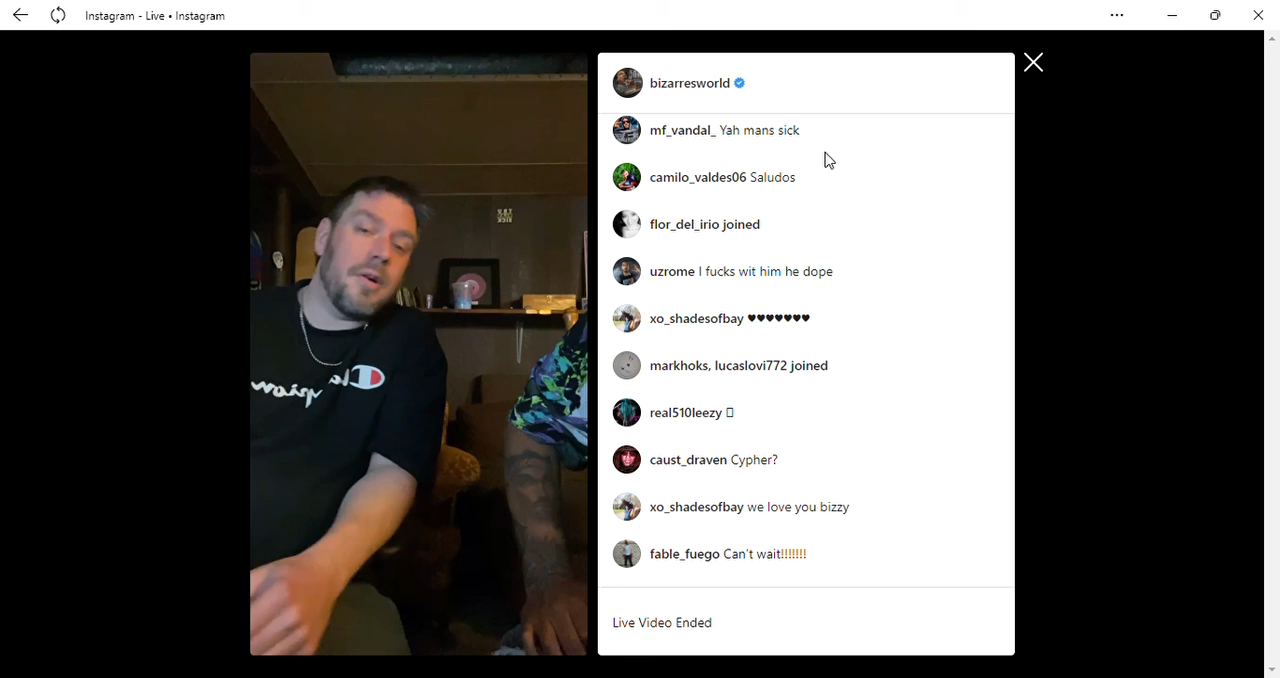 Instagram - Live • Instagram
bizarresworld
mf_vandal_ Yah mans sick
camilo_valdes06 Saludos
flor_del_irio joined
uzrome I fucks wit him he dope
xo_shadesofbay ♥♥♥♥♥♥♥
markhoks, lucaslovi772 joined
real510leezy
caust_draven Cypher?
xo_shadesofbay we love you bizzy
fable_fuego Can't wait!!!!!!!
Live Video Ended
Champion